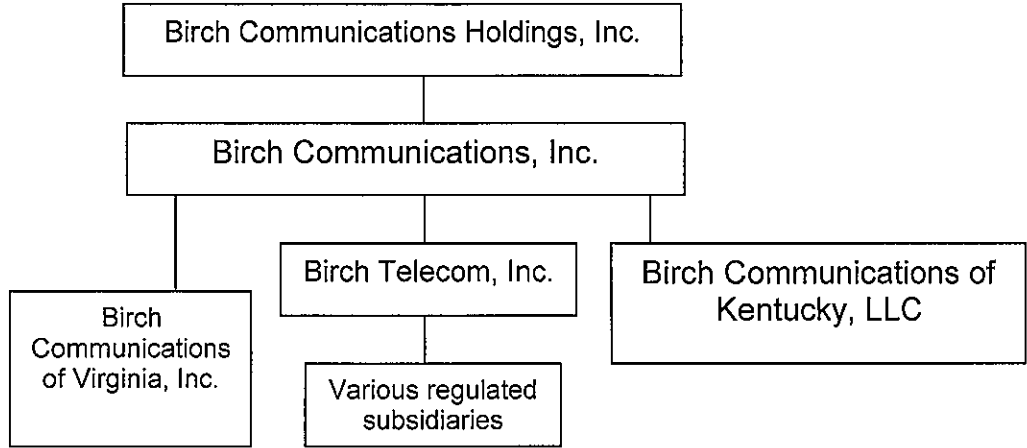 Birch Communications Holdings, Inc.
Birch Communications, Inc.
Birch Telecom, Inc.
Birch Communications of
Kentucky, LLC
Birch
Communications
of Virginia, Inc.
Various regulated
subsidiaries